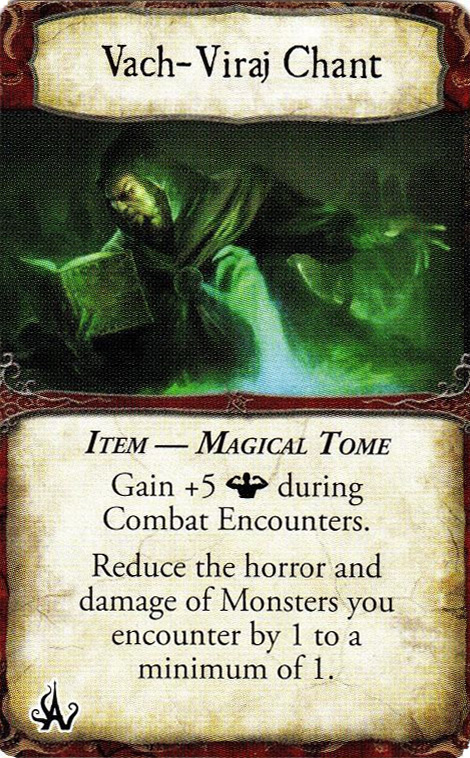 Vach-Viraj Chant
Item — Magical Tome
Gain +5 during
Combat Encounters.
Reduce the horror and
damage of Monsters you
encounter by 1 to a
minimum of 1.